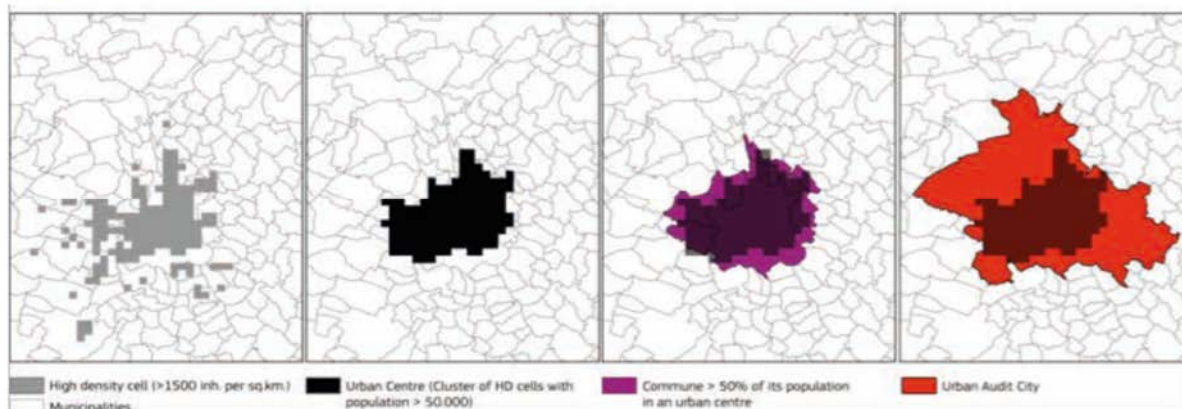 High density cell (>1500 inh. per sq.km.)
Municipalities
Urban Centre (Cluster of HD cells with
population > 50.000)
Commune > 50% of its population
in an urban centre
Urban Audit City